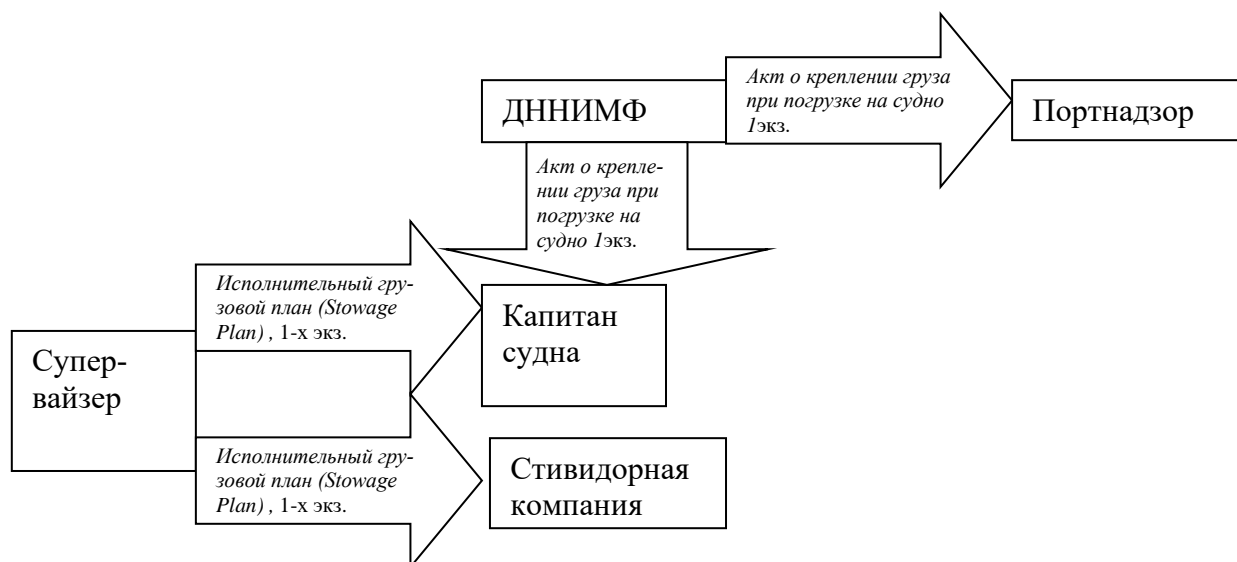 Акт о креплении груза
при погрузке на судно
1экз.
ДННИМФ
Портнадзор
Акт о крепле-
нии груза при
погрузке на
судно 1экз.
Исполнительный гру-
зовой план (Stowage
Plan) , 1-х экз.
Капитан
судна
Супер-
вайзер
Исполнительный гру-
зовой план (Stowage
Plan) , 1-х экз.
Стивидорная
компания